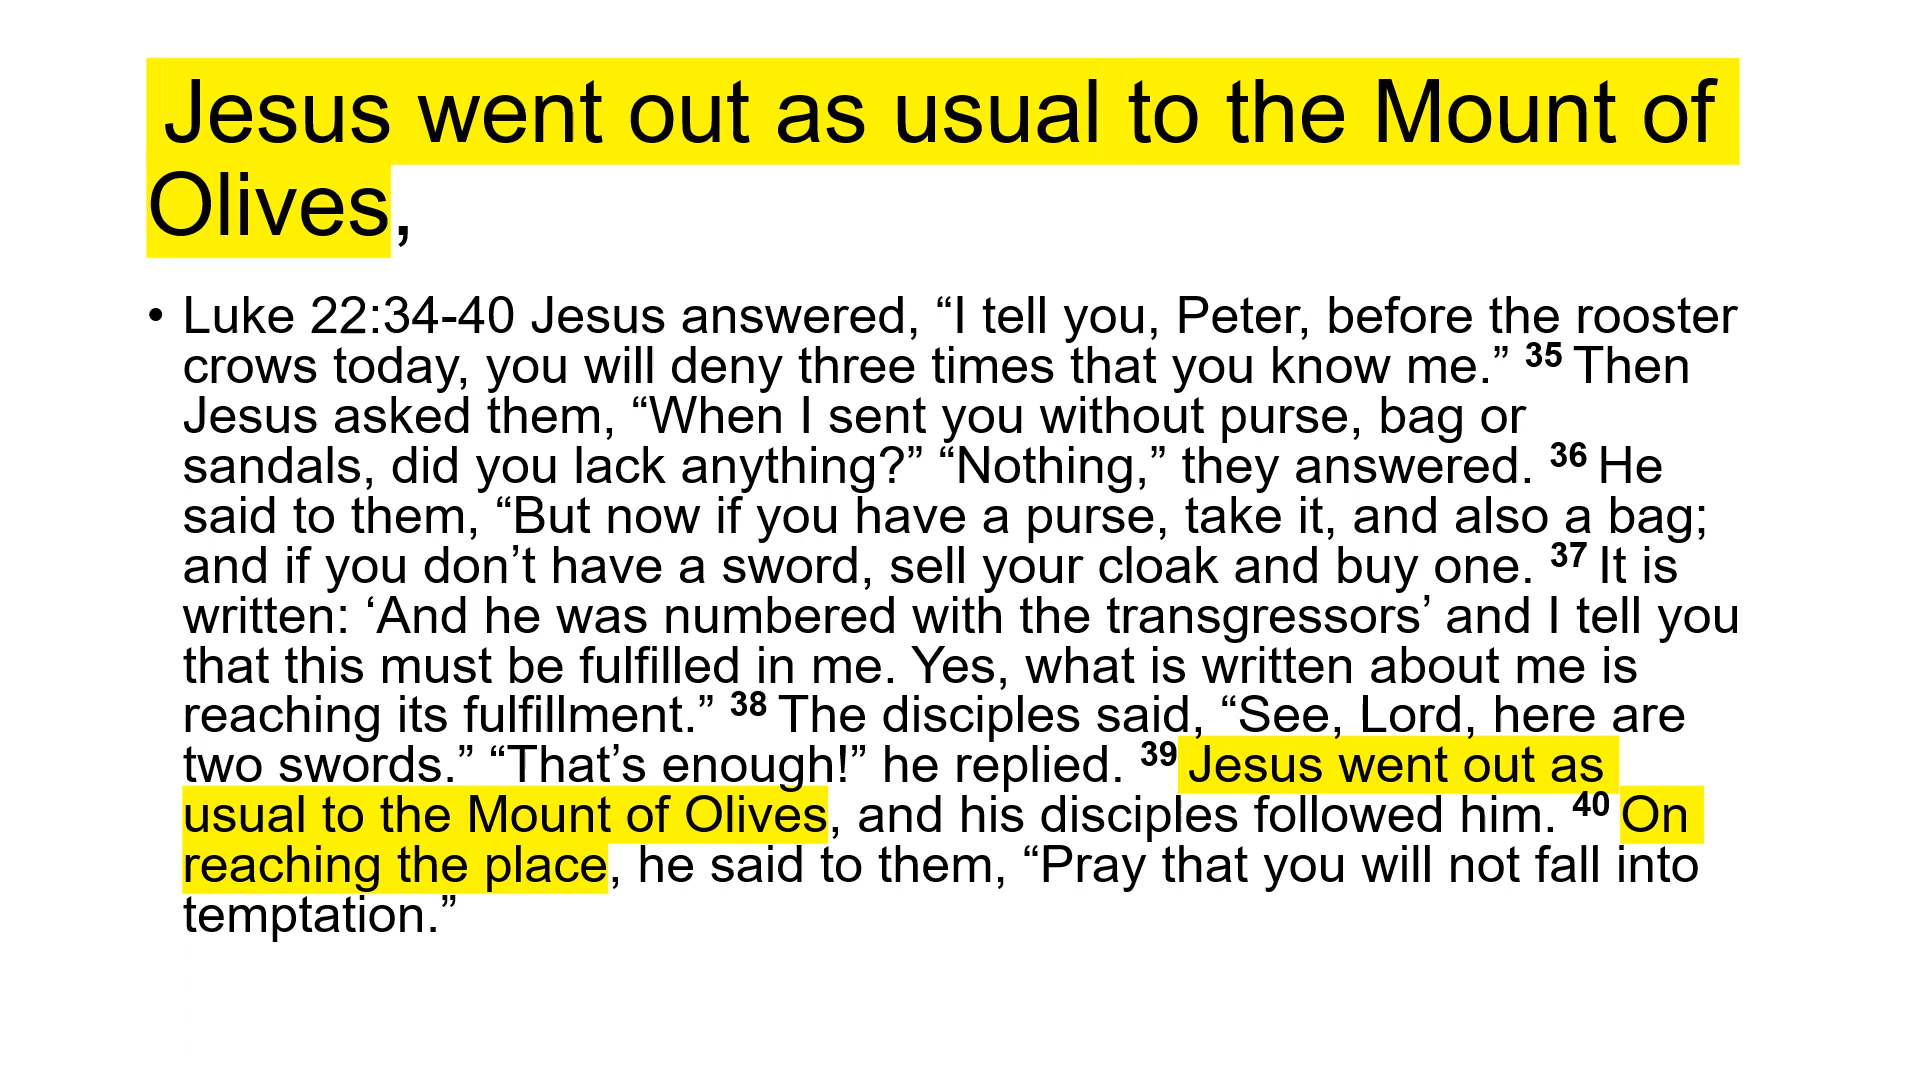 Jesus went out as usual to the Mount of
Olives,
• Luke 22:34-40 Jesus answered, “I tell you, Peter, before the rooster
crows today, you will deny three times that you know me.” 35 Then
Jesus asked them, “When I sent you without purse, bag or
sandals, did you lack anything?” “Nothing,” they answered. 36 He
said to them, “But now if you have a purse, take it, and also a bag;
and if you don’t have a sword, sell your cloak and buy one. 37 It is
written: ‘And he was numbered with the transgressors’ and I tell you
that this must be fulfilled in me. Yes, what is written about me is
reaching its fulfillment.” 38 The disciples said, “See, Lord, here are
two swords.” “That’s enough!” he replied. 39 Jesus went out as
usual to the Mount of Olives, and his disciples followed him. 40 On
reaching the place, he said to them, “Pray that you will not fall into
temptation.”